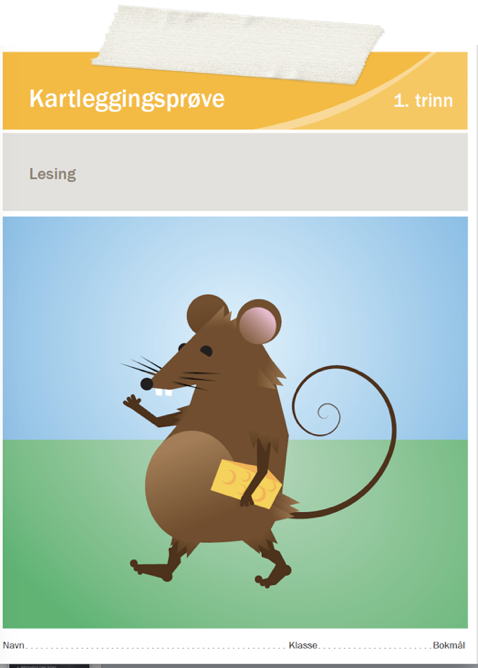 Kartleggingsprøve
1. trinn
Lesing
Navn
Klasse
Bokmål